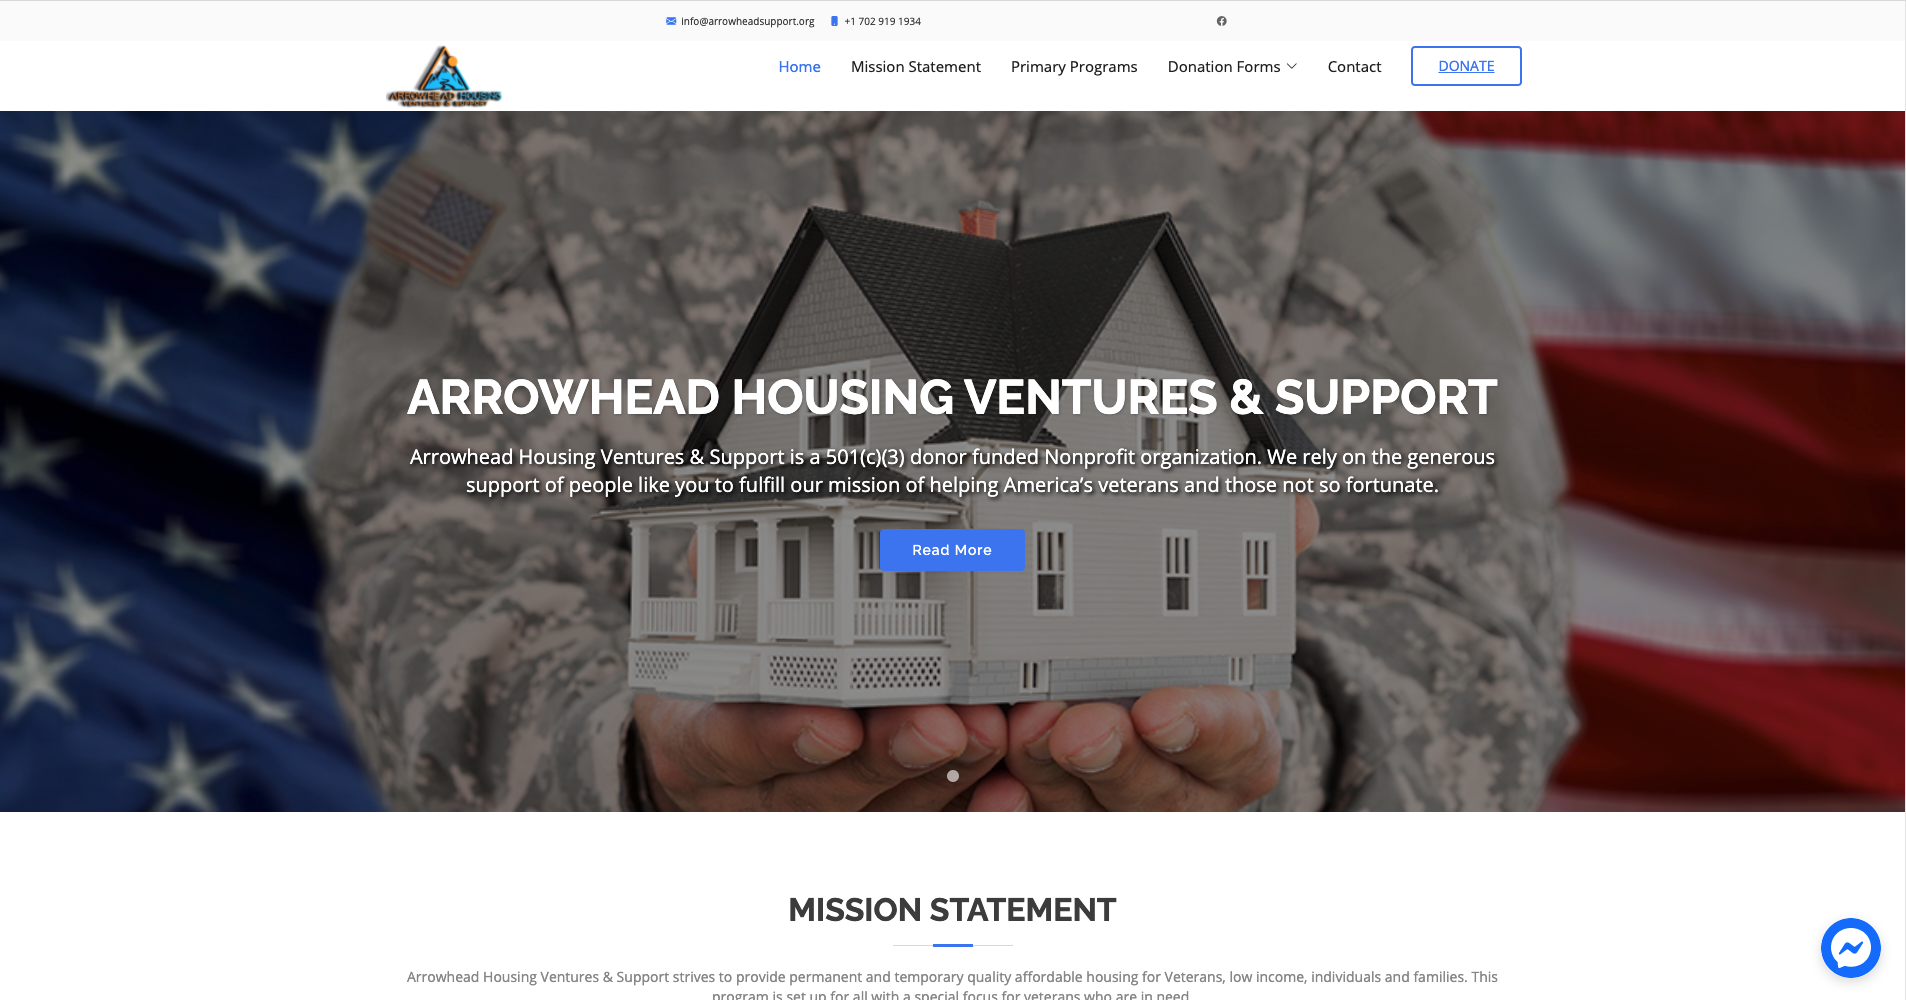 info@arrowheadsupport.org
+1 702 919 1934
ARROWHEAD HOUSING
VENTURES & SUPPORT
Home
Mission Statement
Primary Programs
Donation Forms
Contact
DONATE
ARROWHEAD HOUSING VENTURES & SUPPORT
Arrowhead Housing Ventures & Support is a 501(c)(3) donor funded Nonprofit organization. We rely on the generous
support of people like you to fulfill our mission of helping America’s veterans and those not so fortunate.
Read More
MISSION STATEMENT
Arrowhead Housing Ventures & Support strives to provide permanent and temporary quality affordable housing for Veterans, low income, individuals and families. This
program is set up for all with a special focus for veterans who are in need.